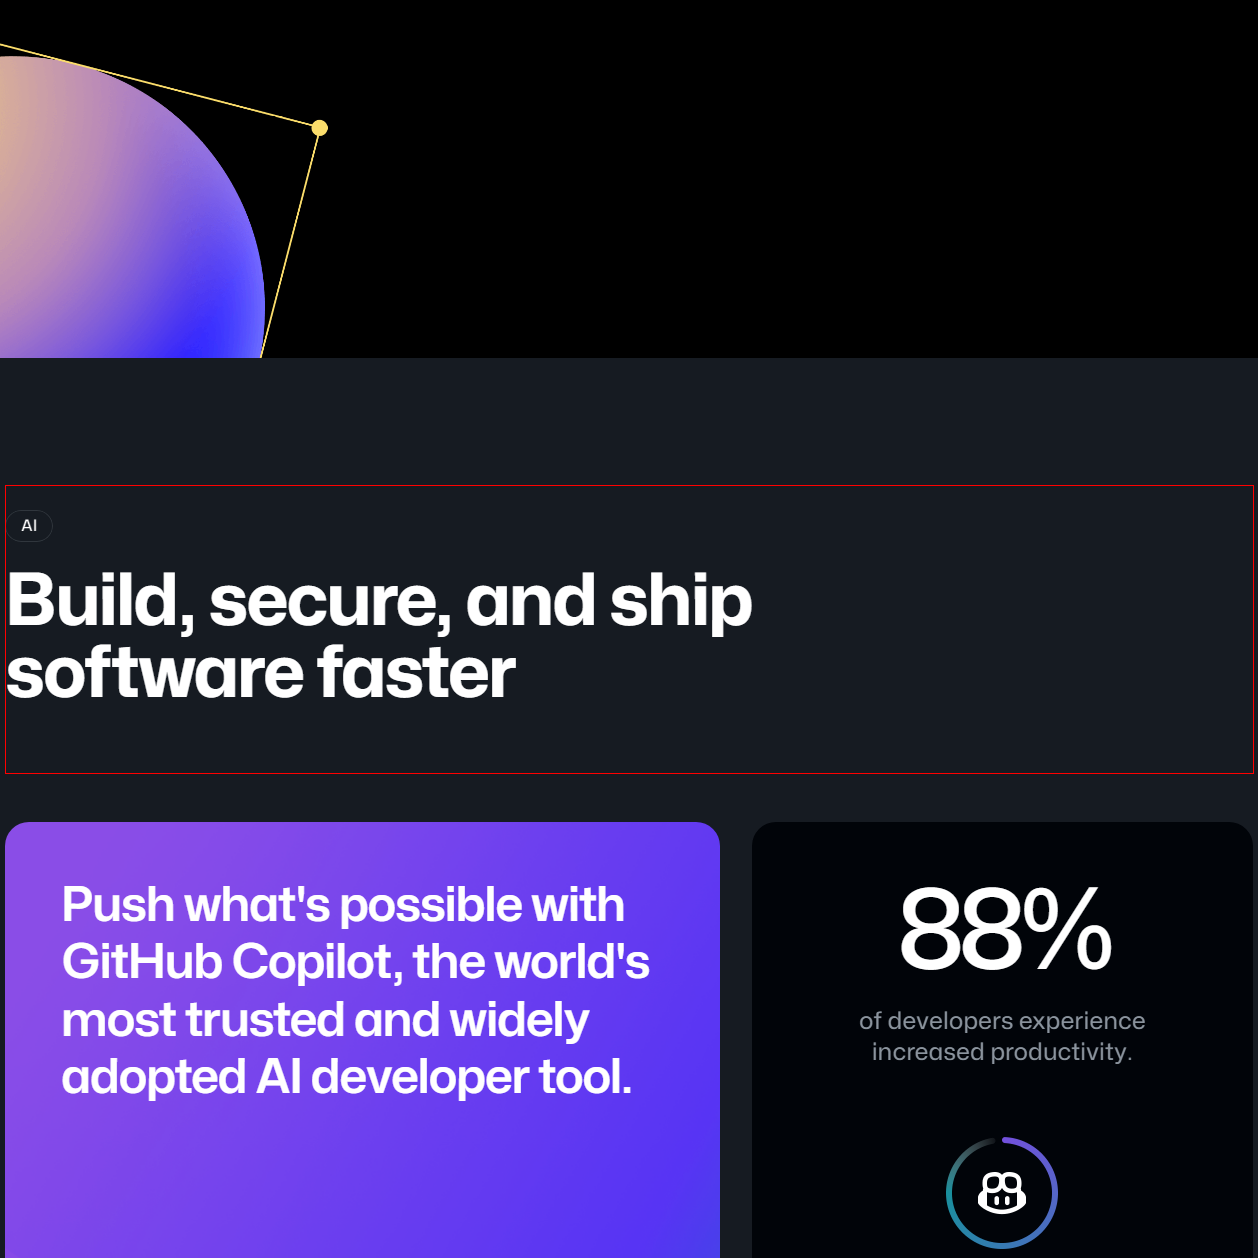 AI
Build, secure, and ship
software faster
Push what's possible with
GitHub Copilot, the world's
most trusted and widely
adopted AI developer tool.
88%
of developers experience
increased productivity.